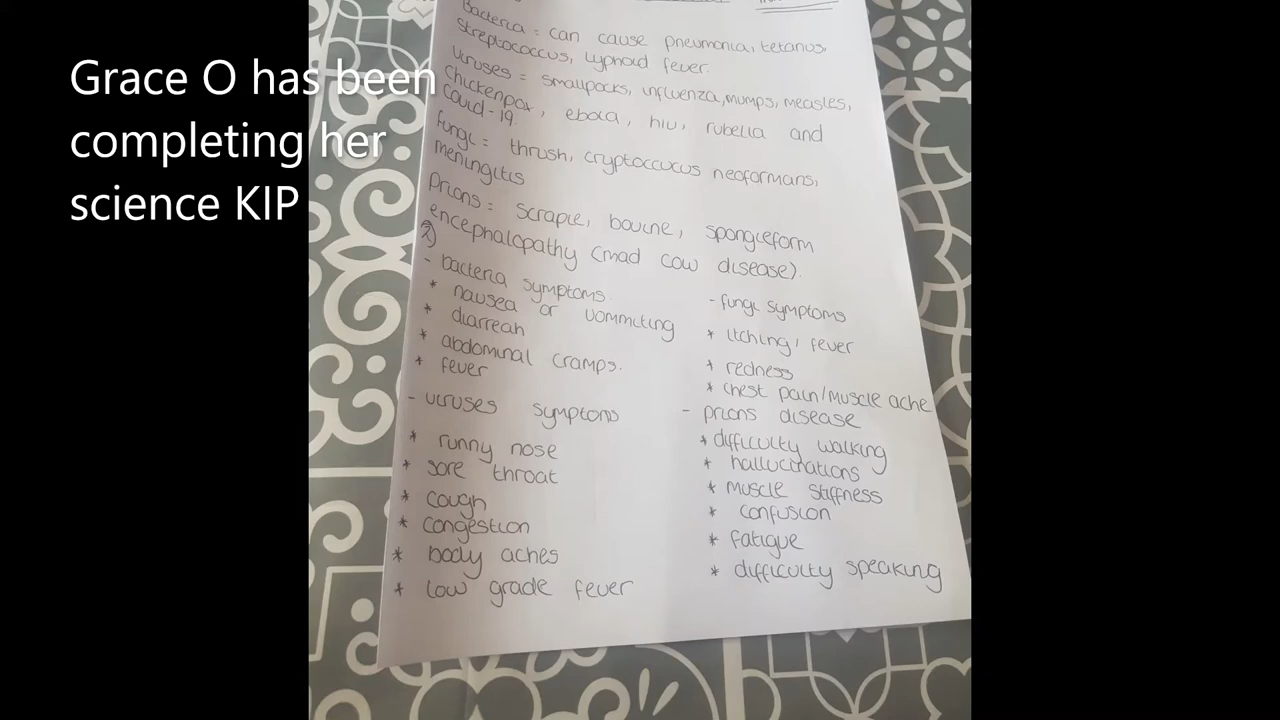 Grace O has been
completing her
science KIP
Bacteria = can cause pneumonia, tetanus,
Streptococcus, typhoid fever.
Viruses = smallpocks, influenza, mumps, measles,
Chickenpox, ebola, hiv, rubella and
Covid-19.
Fungi = thrush, cryptoccucus neoformans,
meningitis
Prions = scrapie, bovine, spongieform
encephalopathy (mad cow disease).
2)
- bacteria symptoms.
* nausea or vommiting
* diarreah
* abdominal cramps.
* fever
- viruses symptoms
* runny nose
* sore throat
* cough
* congestion
* body aches
* low grade fever
- fungi symptoms
* itching, fever
* redness
* chest pain/muscle ache
- prions disease
* difficulty walking
* hallucinations
* muscle stiffness
* confusion
* fatigue
* difficulty speaking